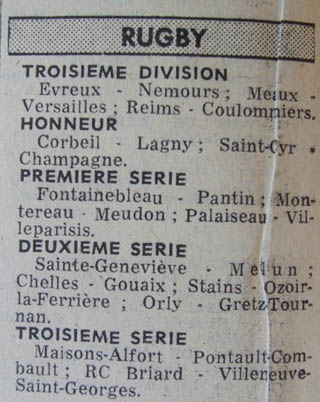 RUGBY
TROISIEME DIVISION
Evreux - Nemours ; Meaux -
Versailles ; Reims - Coulommiers.
HONNEUR
Corbeil - Lagny ; Saint-Cyr -
Champagne.
PREMIERE SERIE
Fontainebleau - Pantin ; Mon-
tereau - Meudon ; Palaiseau - Vil-
leparisis.
DEUXIEME SERIE
Sainte-Geneviève - Melun ;
Chelles - Gouaix ; Stains - Ozoir-
la-Ferrière ; Orly - Gretz-Tour-
nan.
TROISIEME SERIE
Maisons-Alfort - Pontault-Com-
bault ; RC Briard - Villeneuve-
Saint-Georges.